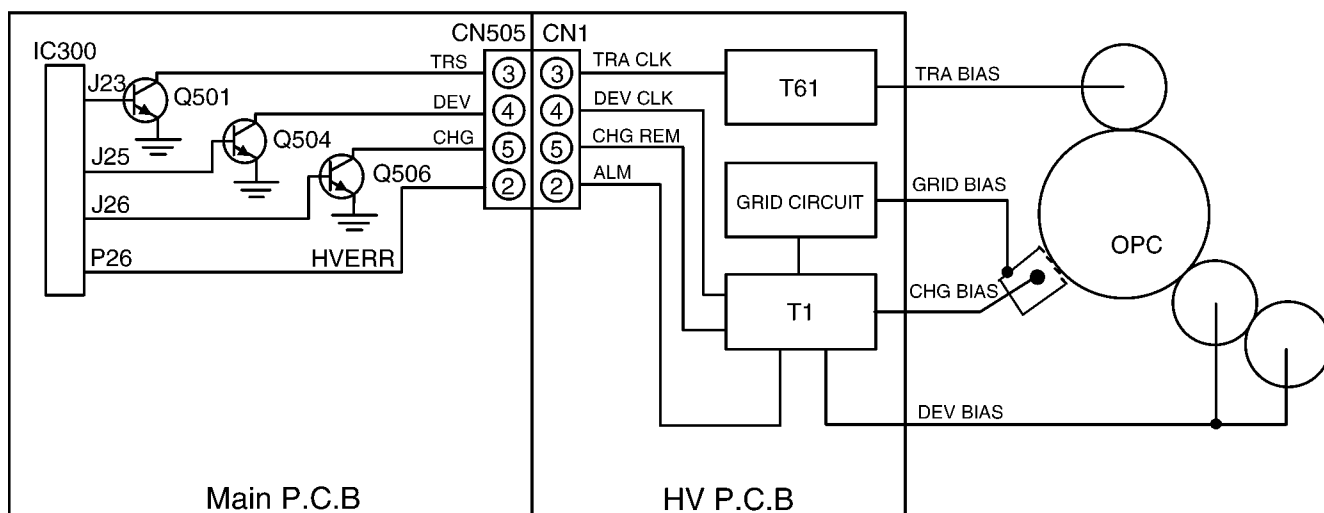 IC300
J23
Q501
J25
Q504
J26
Q506
P26
HVERR
TRS
DEV
CHG
CN505
3
4
5
2
CN1
3
4
5
2
TRA CLK
DEV CLK
CHG REM
ALM
T61
GRID CIRCUIT
T1
TRA BIAS
GRID BIAS
CHG BIAS
DEV BIAS
OPC
Main P.C.B
HV P.C.B